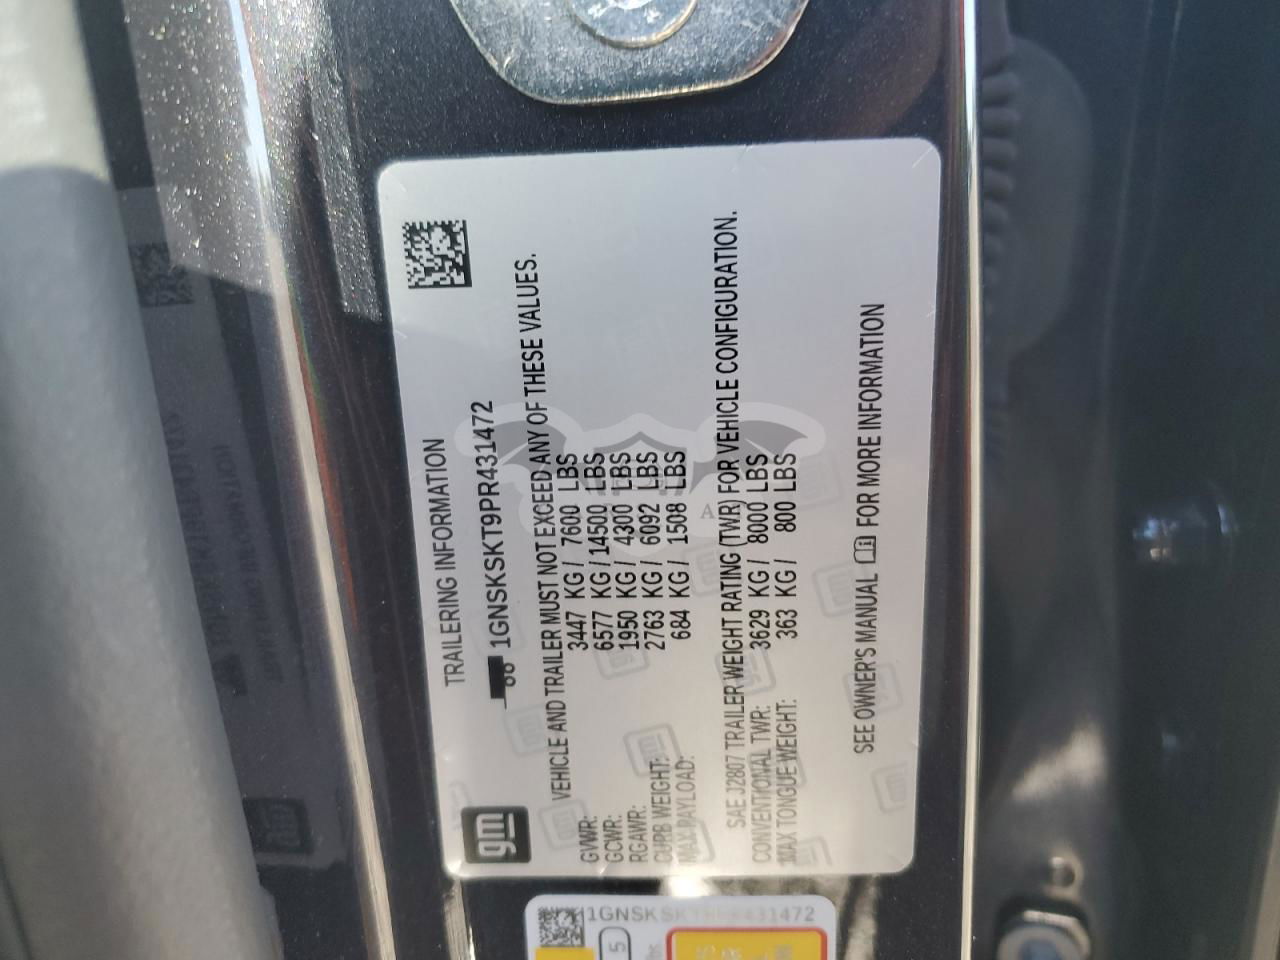 TRAILERING INFORMATION
1GNSKSKT9PR431472
gm
VEHICLE AND TRAILER MUST NOT EXCEED ANY OF THESE VALUES.
GVWR: 3447 KG / 7600 LBS
GCWR: 6577 KG / 14500 LBS
RGAWR: 1950 KG / 4300 LBS
CURB WEIGHT: 2763 KG / 6092 LBS
MAX PAYLOAD: 684 KG / 1508 LBS
SAE J2807 TRAILER WEIGHT RATING (TWR) FOR VEHICLE CONFIGURATION.
CONVENTIONAL TWR: 3629 KG / 8000 LBS
MAX TONGUE WEIGHT: 363 KG / 800 LBS
SEE OWNER'S MANUAL FOR MORE INFORMATION
5